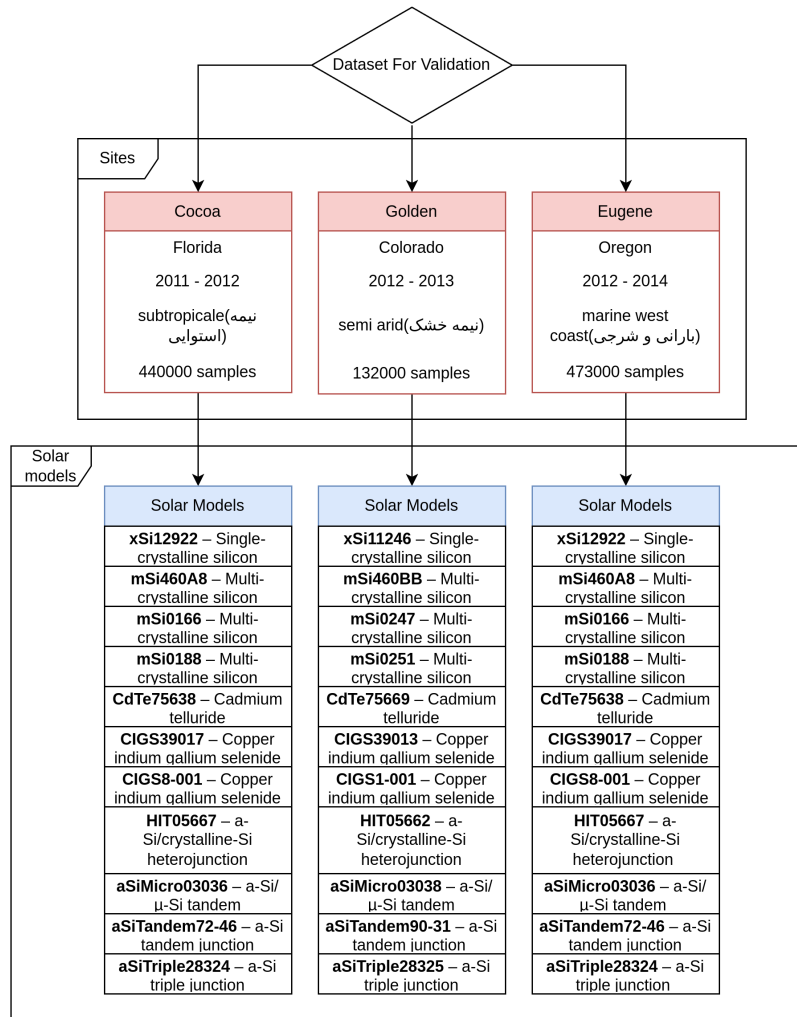 Dataset For Validation
Sites
Cocoa
Florida
2011 - 2012
subtropicale(نیمه
استوایی)
440000 samples
Golden
Colorado
2012 - 2013
semi arid(نیمه خشک)
132000 samples
Eugene
Oregon
2012 - 2014
marine west
coast(بارانی و شرجی)
473000 samples
Solar
models
Solar Models
xSi12922 – Single-
crystalline silicon
mSi460A8 – Multi-
crystalline silicon
mSi0166 – Multi-
crystalline silicon
mSi0188 – Multi-
crystalline silicon
CdTe75638 – Cadmium
telluride
CIGS39017 – Copper
indium gallium selenide
CIGS8-001 – Copper
indium gallium selenide
HIT05667 – a-
Si/crystalline-Si
heterojunction
aSiMicro03036 – a-Si/
µ-Si tandem
aSiTandem72-46 – a-Si
tandem junction
aSiTriple28324 – a-Si
triple junction
Solar Models
xSi11246 – Single-
crystalline silicon
mSi460BB – Multi-
crystalline silicon
mSi0247 – Multi-
crystalline silicon
mSi0251 – Multi-
crystalline silicon
CdTe75669 – Cadmium
telluride
CIGS39013 – Copper
indium gallium selenide
CIGS1-001 – Copper
indium gallium selenide
HIT05662 – a-
Si/crystalline-Si
heterojunction
aSiMicro03038 – a-Si/
µ-Si tandem
aSiTandem90-31 – a-Si
tandem junction
aSiTriple28325 – a-Si
triple junction
Solar Models
xSi12922 – Single-
crystalline silicon
mSi460A8 – Multi-
crystalline silicon
mSi0166 – Multi-
crystalline silicon
mSi0188 – Multi-
crystalline silicon
CdTe75638 – Cadmium
telluride
CIGS39017 – Copper
indium gallium selenide
CIGS8-001 – Copper
indium gallium selenide
HIT05667 – a-
Si/crystalline-Si
heterojunction
aSiMicro03036 – a-Si/
µ-Si tandem
aSiTandem72-46 – a-Si
tandem junction
aSiTriple28324 – a-Si
triple junction